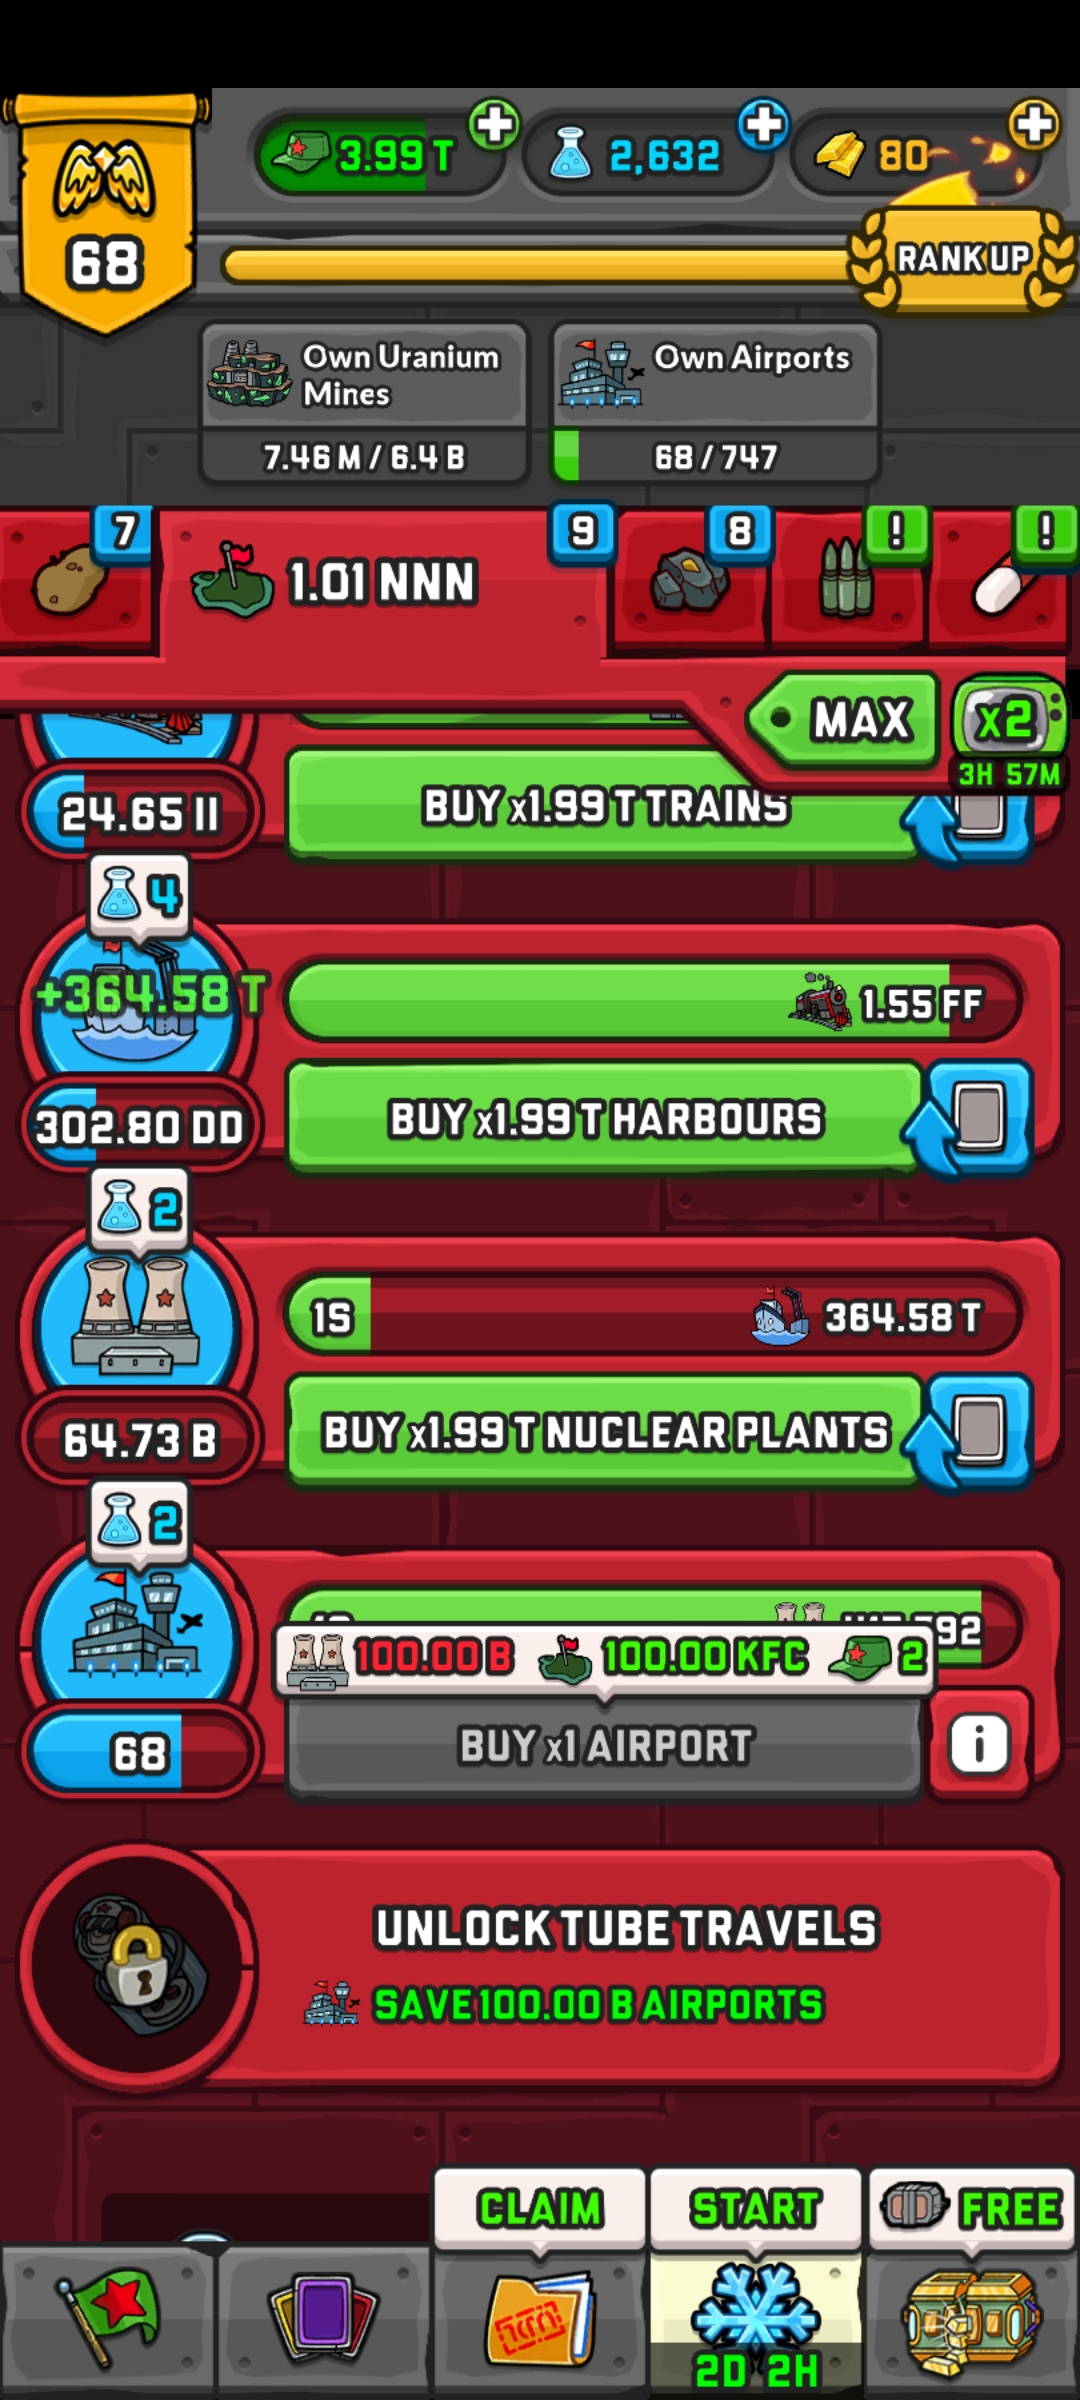 3.99 T
2,632
80
68
RANK UP
Own Uranium
Mines
7.46 M / 6.4 B
Own Airports
68 / 747
7
1.01 NNN
9
8
!
!
MAX
x2
3H 57M
24.65 II
BUY x1.99 T TRAINS
4
+364.58 T
1.55 FF
302.80 DD
BUY x1.99 T HARBOURS
2
1S
364.58 T
64.73 B
BUY x1.99 T NUCLEAR PLANTS
2
100.00 B
100.00 KFC
2
68
BUY x1 AIRPORT
i
UNLOCK TUBE TRAVELS
SAVE 100.00 B AIRPORTS
CLAIM
START
FREE
2D 2H